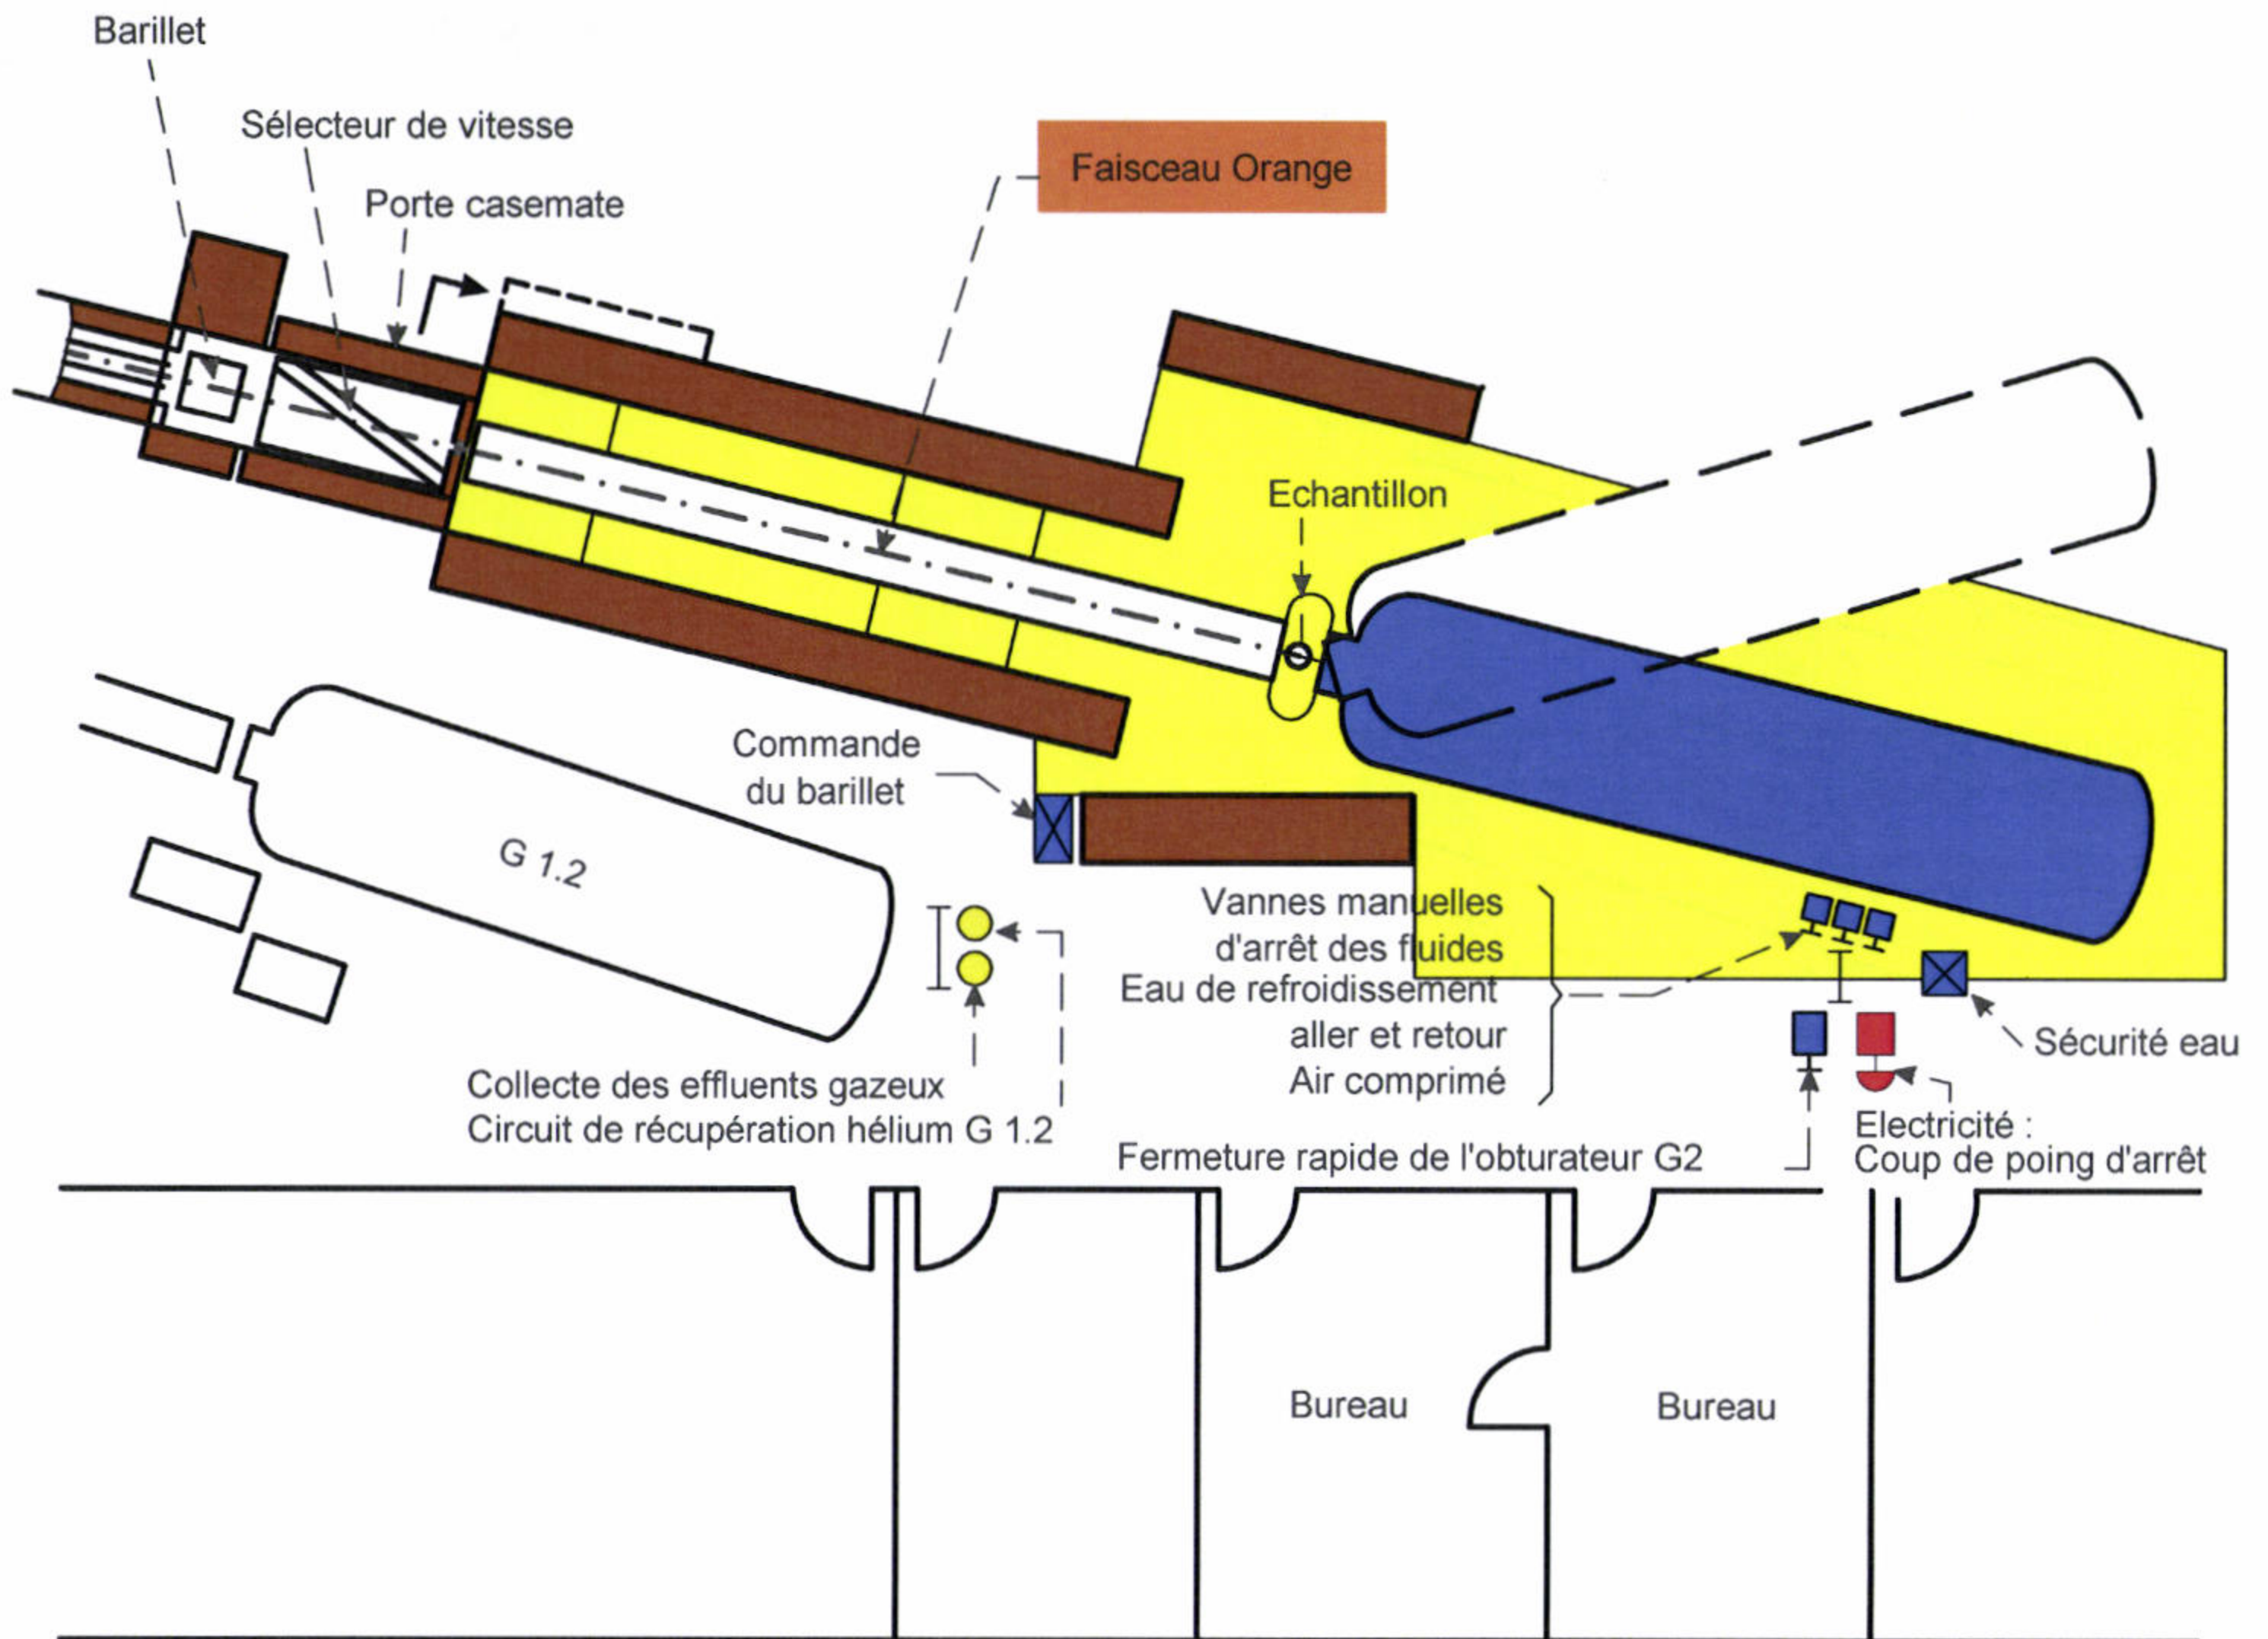 Barillet
Sélecteur de vitesse
Porte casemate
Faisceau Orange
Echantillon
Commande
du barillet
G 1.2
Vannes manuelles
d'arrêt des fluides
Eau de refroidissement
aller et retour
Air comprimé
Sécurité eau
Collecte des effluents gazeux
Circuit de récupération hélium G 1.2
Electricité :
Coup de poing d'arrêt
Fermeture rapide de l'obturateur G2
Bureau
Bureau